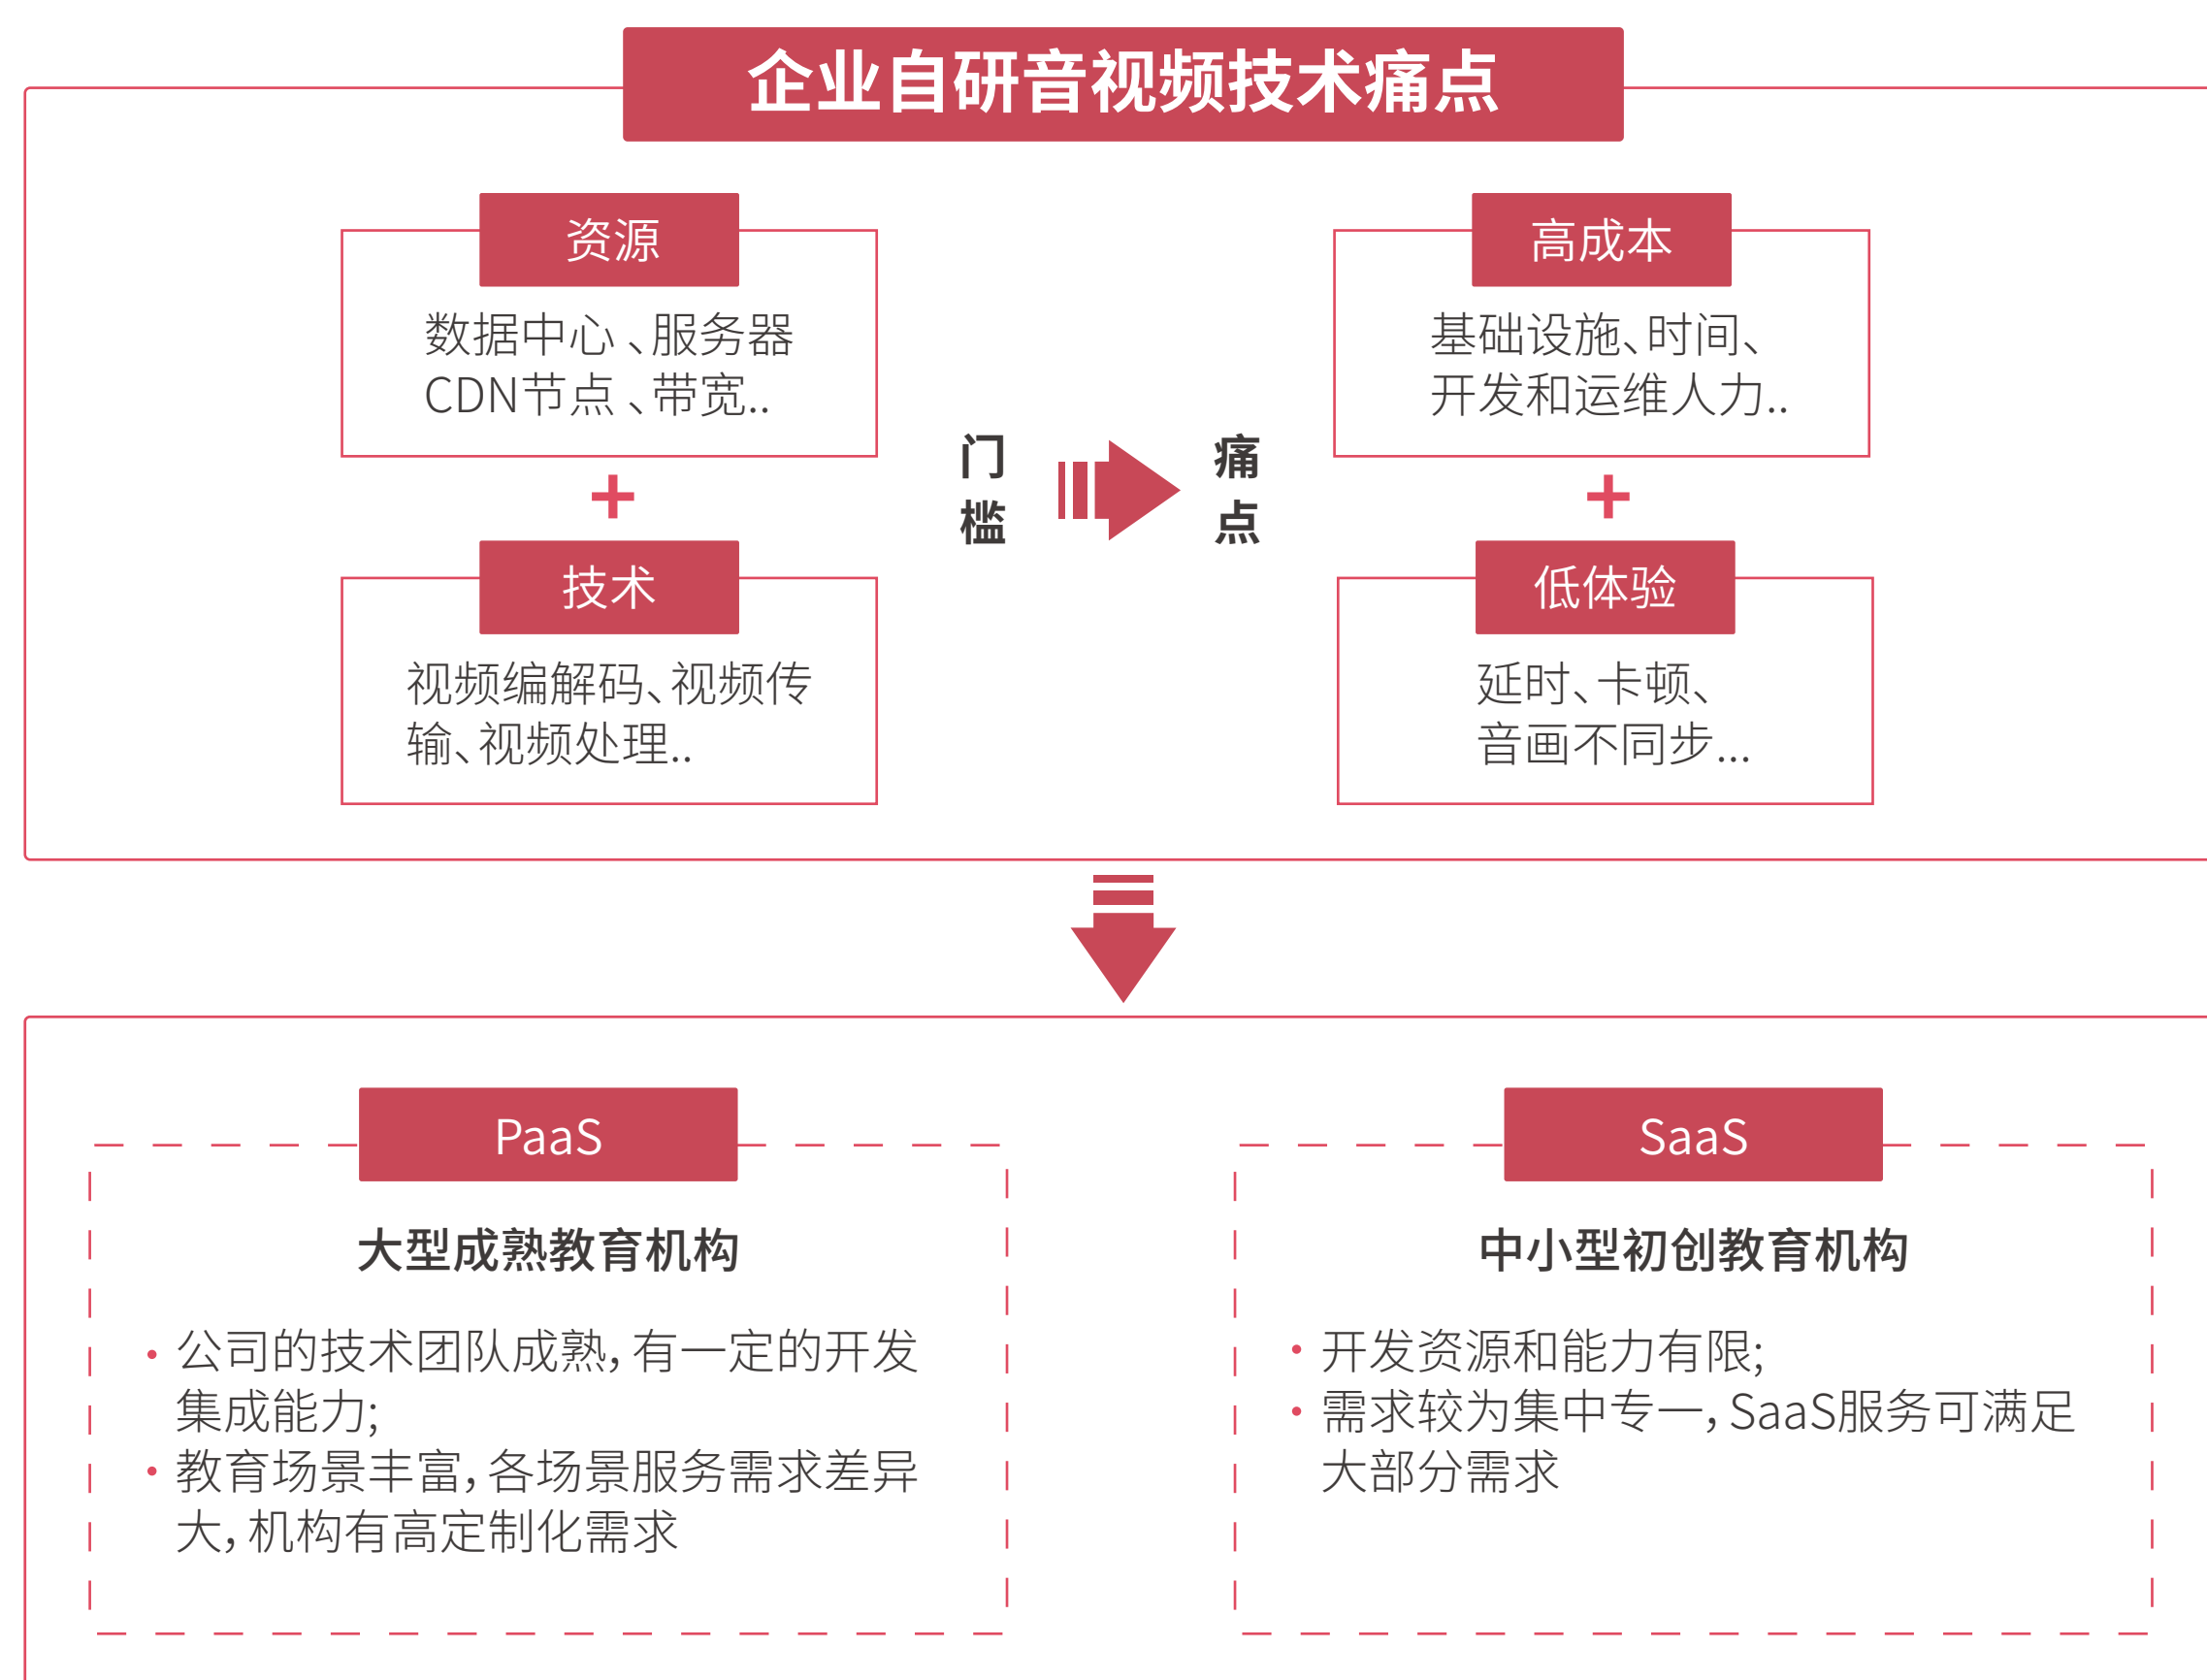 企业自研音视频技术痛点
资源
数据中心 、服务器
CDN节点 、带宽..
+
技术
视频编解码、视频传
输、视频处理..
门
槛
痛
点
高成本
基础设施、时间、
开发和运维人力..
+
低体验
延时、卡顿、
音画不同步...
PaaS
大型成熟教育机构
• 公司的技术团队成熟，有一定的开发
集成能力;
• 教育场景丰富，各场景服务需求差异
大，机构有高定制化需求
SaaS
中小型初创教育机构
• 开发资源和能力有限;
• 需求较为集中专一，SaaS服务可满足
大部分需求